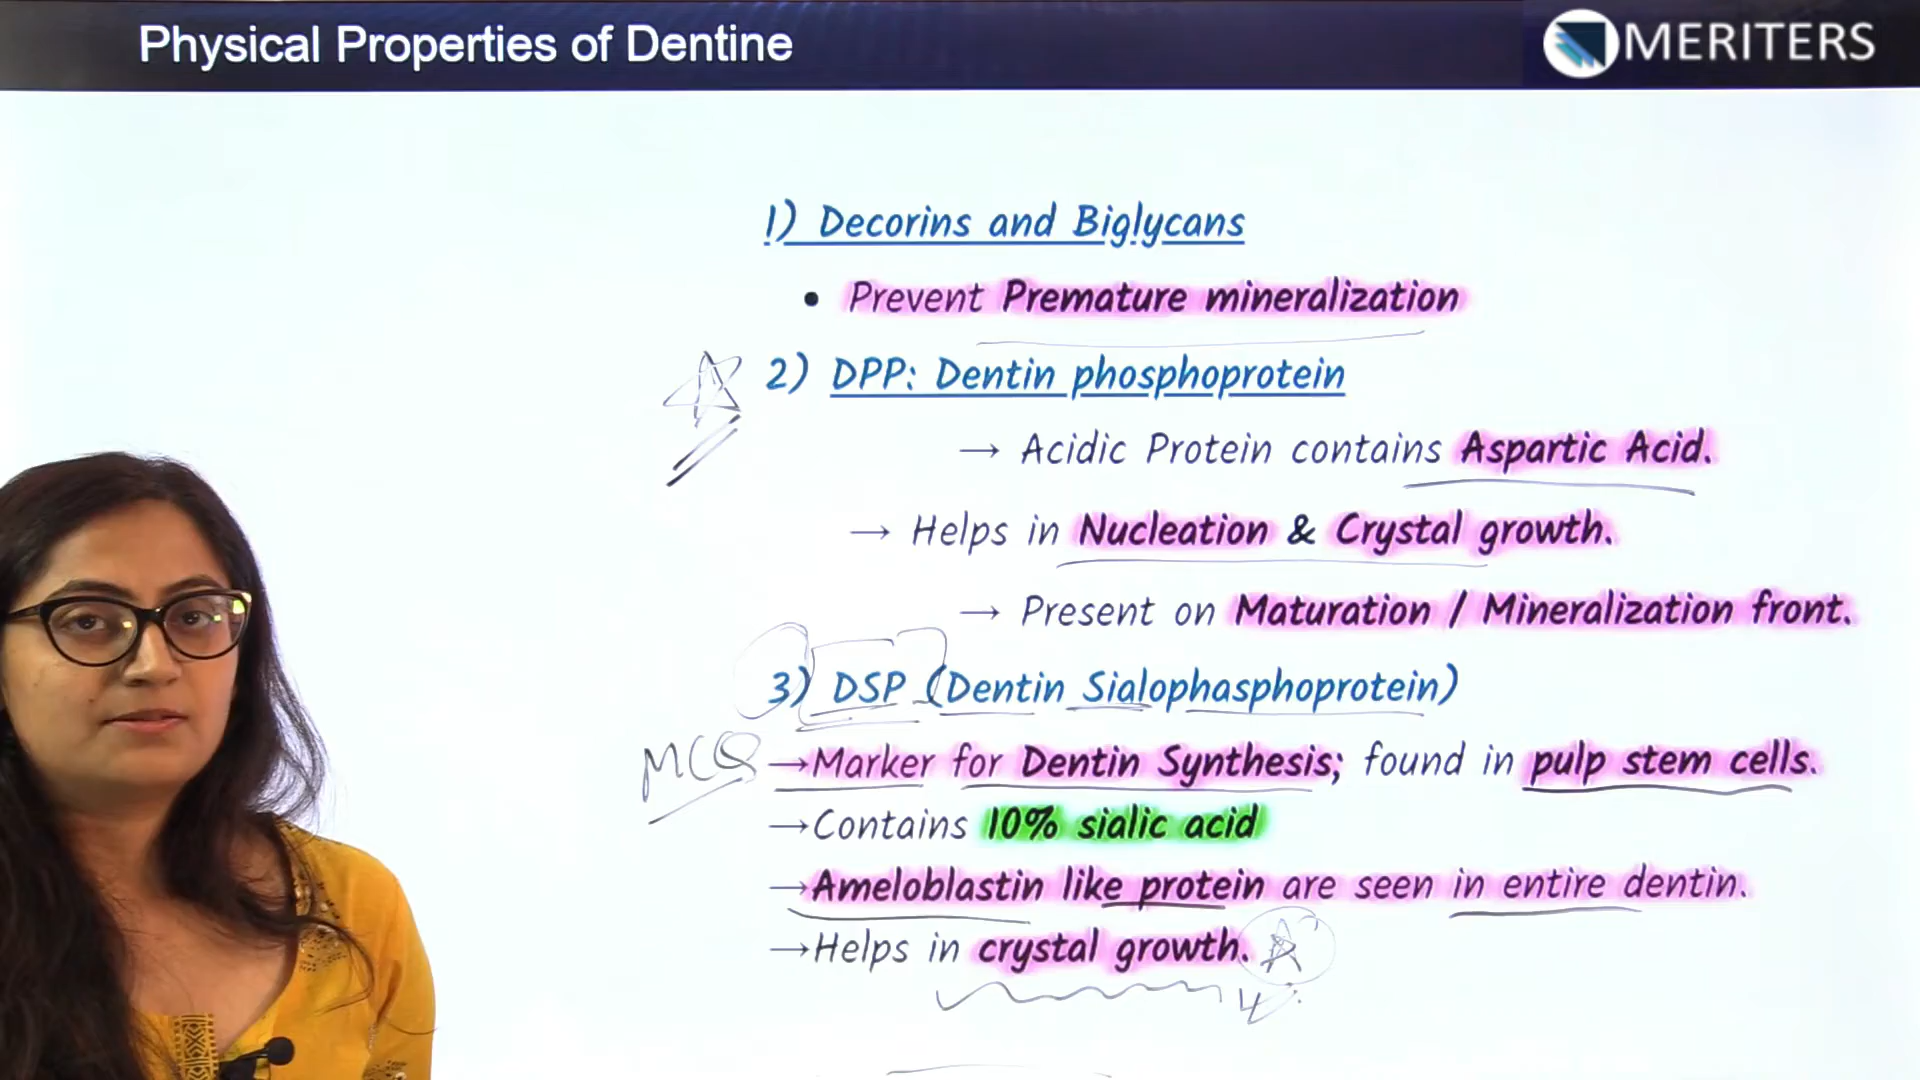 Physical Properties of Dentine
MERITERS
1) Decorins and Biglycans
• Prevent Premature mineralization
2) DPP: Dentin phosphoprotein
→ Acidic Protein contains Aspartic Acid.
→ Helps in Nucleation & Crystal growth.
→ Present on Maturation / Mineralization front.
3) DSP (Dentin Sialophasphoprotein)
MCQ →Marker for Dentin Synthesis; found in pulp stem cells.
→Contains 10% sialic acid
→Ameloblastin like protein are seen in entire dentin.
→Helps in crystal growth.